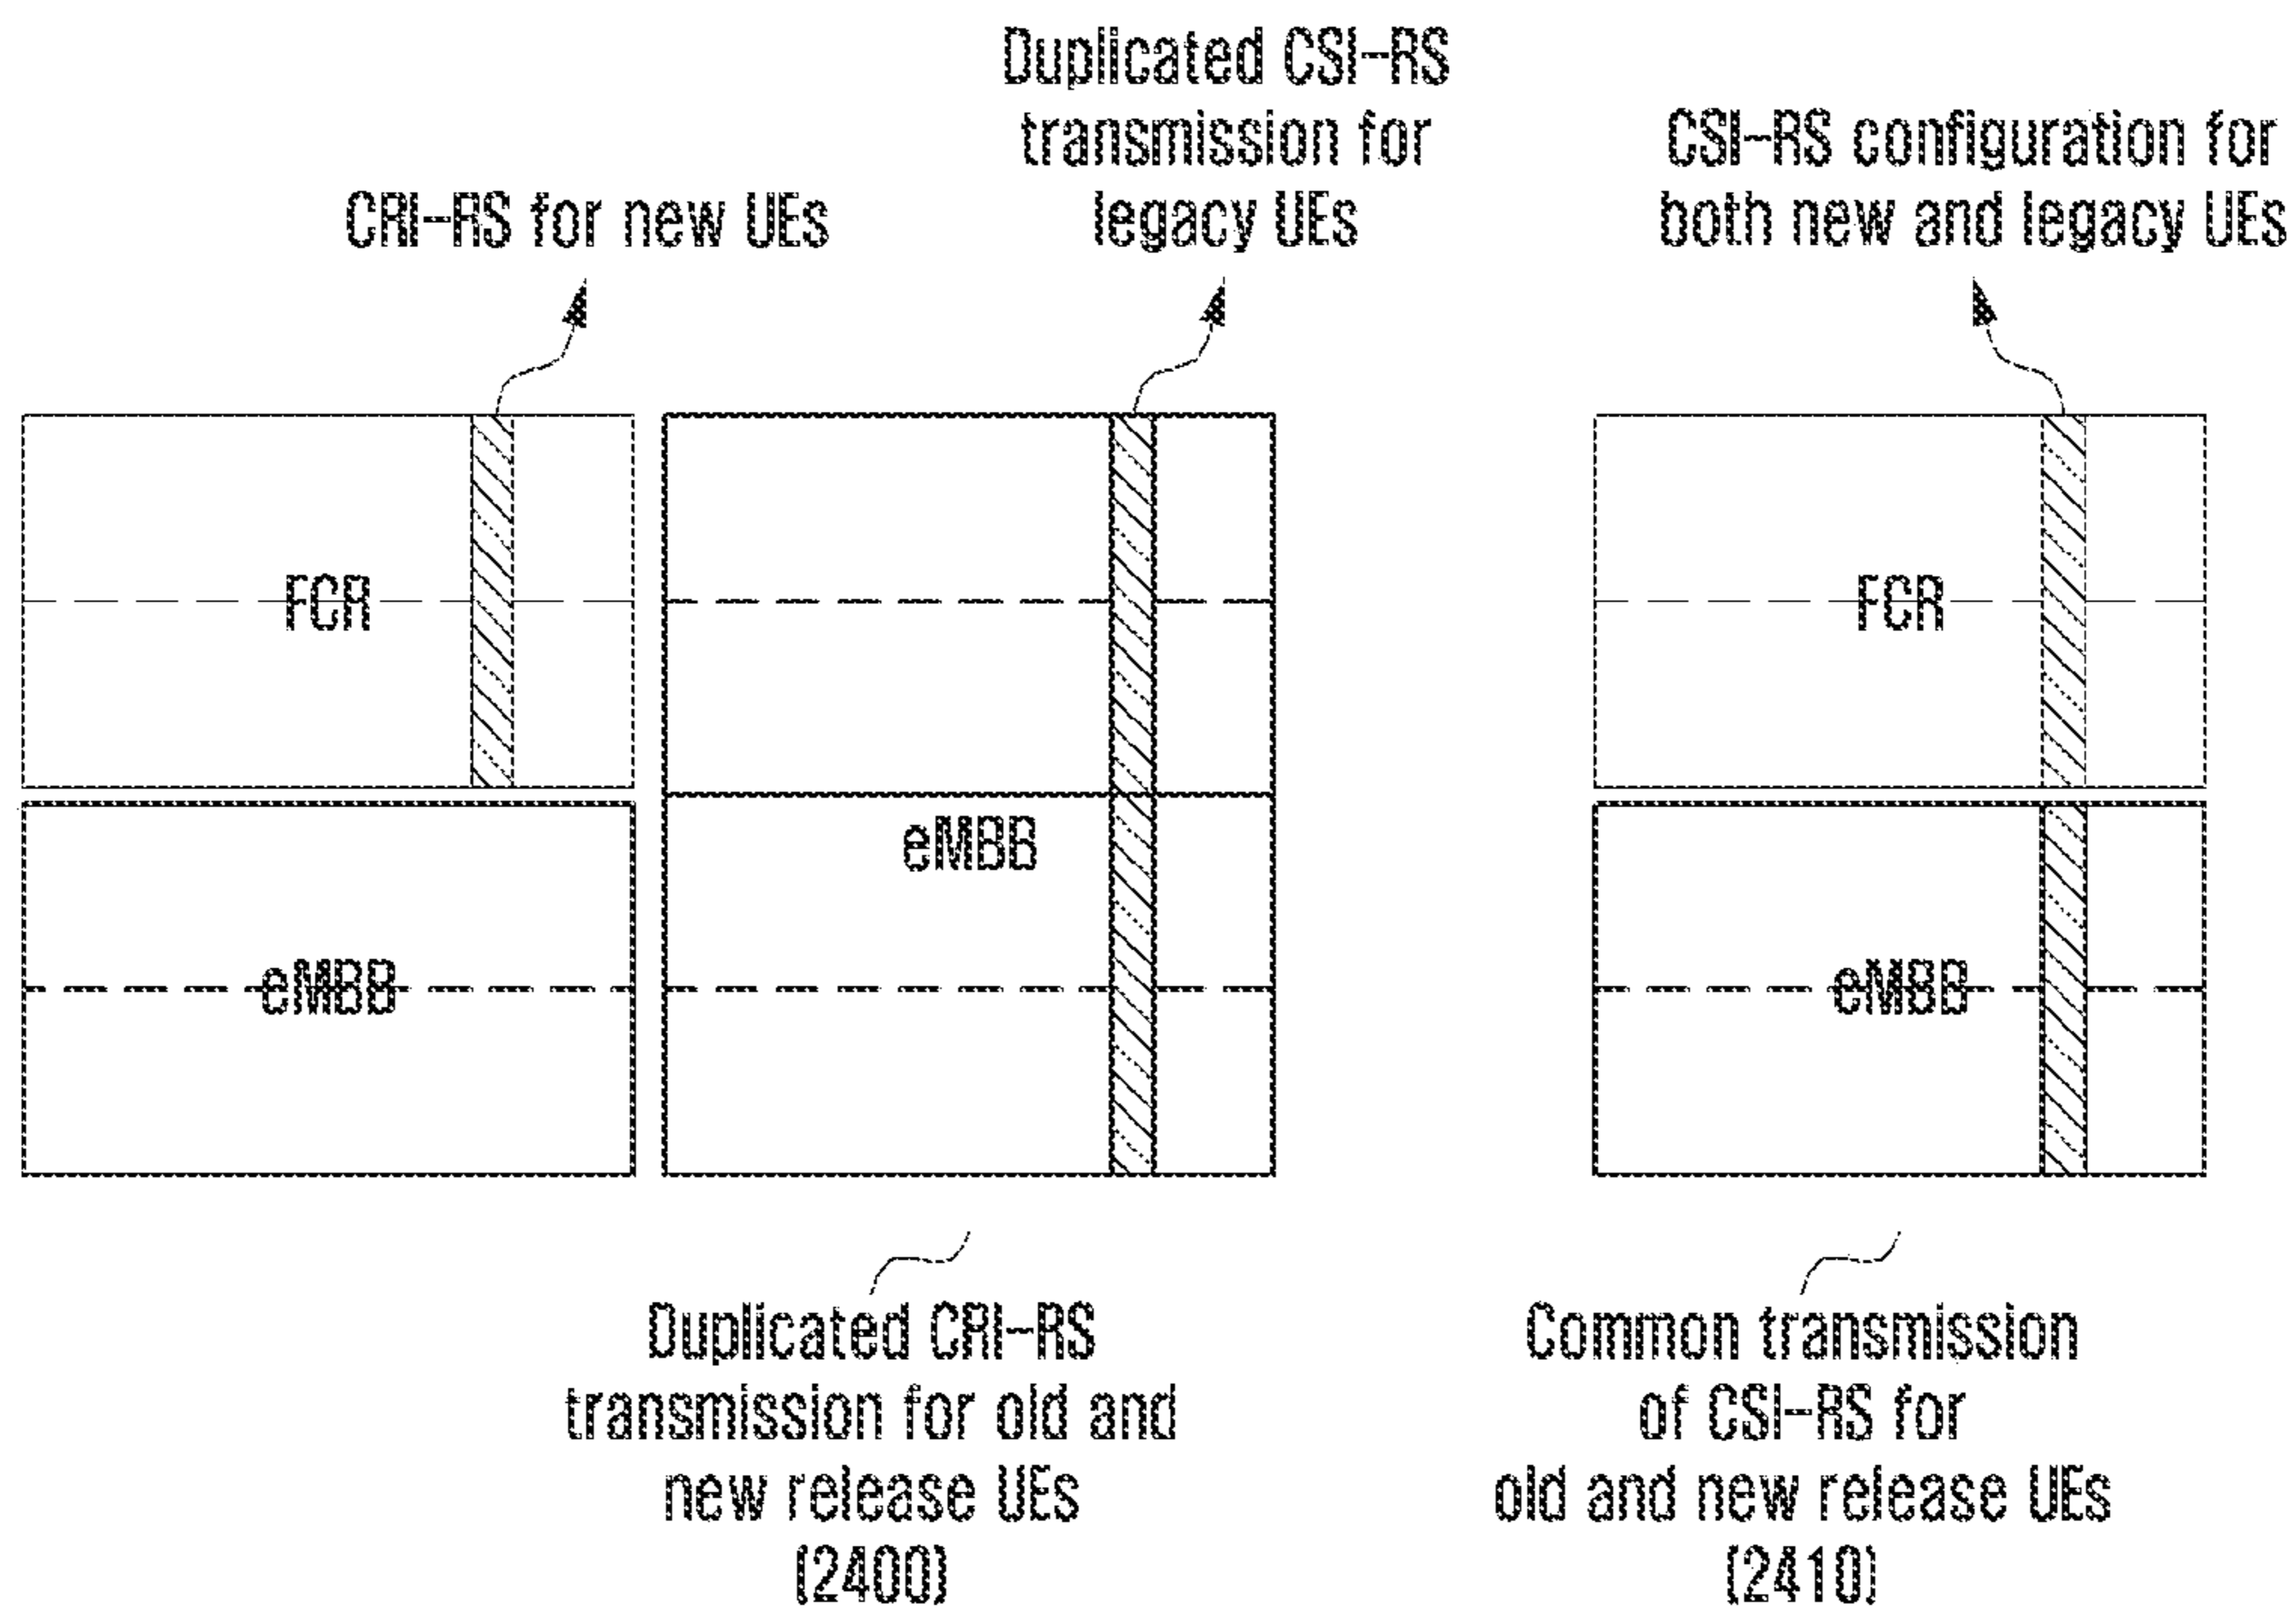 Duplicated CSI-RS
transmission for
legacy UEs
CSI-RS configuration for
both new and legacy UEs
CRI-RS for new UEs
FCR
eMBB
eMBB
FCR
eMBB
Duplicated CRI-RS
transmission for old and
new release UEs
(2400)
Common transmission
of CSI-RS for
old and new release UEs
(2410)